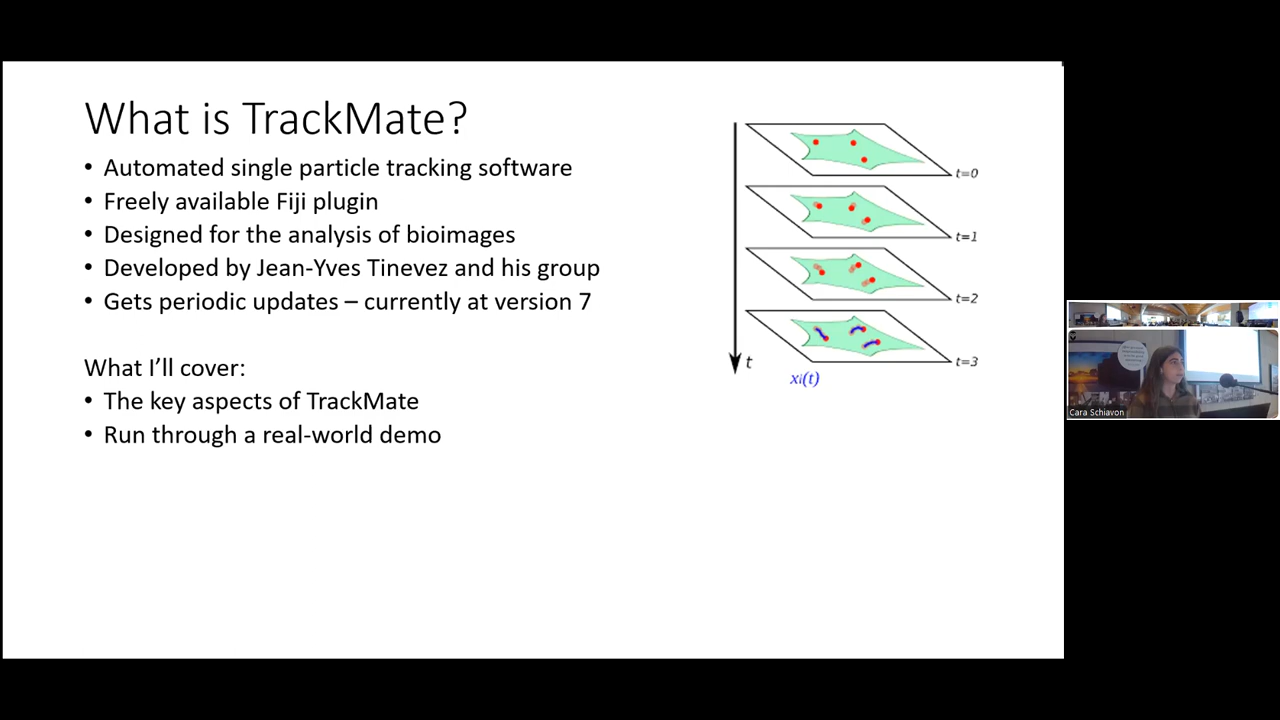 What is TrackMate?
• Automated single particle tracking software
• Freely available Fiji plugin
• Designed for the analysis of bioimages
• Developed by Jean-Yves Tinevez and his group
• Gets periodic updates – currently at version 7
What I'll cover:
• The key aspects of TrackMate
• Run through a real-world demo
t=0
t=1
t=2
t=3
t
xi(t)
Cara Schiavon